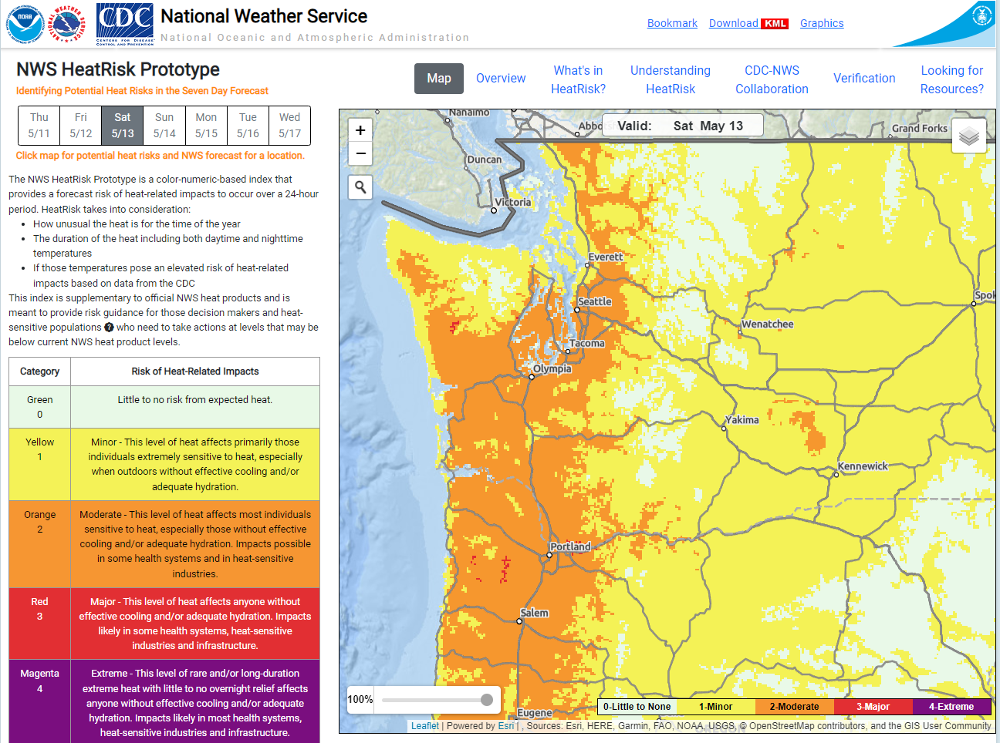 NOAA
CDC
CENTERS FOR DISEASE
CONTROL AND PREVENTION
National Weather Service
National Oceanic and Atmospheric Administration
Bookmark Download KML Graphics
NWS HeatRisk Prototype
Identifying Potential Heat Risks in the Seven Day Forecast
Map
Overview
What's in
HeatRisk?
Understanding
HeatRisk
CDC-NWS
Collaboration
Verification
Looking for
Resources?
Thu Fri Sat Sun Mon Tue Wed
5/11 5/12 5/13 5/14 5/15 5/16 5/17
Click map for potential heat risks and NWS forecast for a location.
The NWS HeatRisk Prototype is a color-numeric-based index that
provides a forecast risk of heat-related impacts to occur over a 24-hour
period. HeatRisk takes into consideration:
• How unusual the heat is for the time of the year
• The duration of the heat including both daytime and nighttime
temperatures
• If those temperatures pose an elevated risk of heat-related
impacts based on data from the CDC
This index is supplementary to official NWS heat products and is
meant to provide risk guidance for those decision makers and heat-
sensitive populations ? who need to take actions at levels that may be
below current NWS heat product levels.
Category Risk of Heat-Related Impacts
Green
0
Little to no risk from expected heat.
Yellow
1
Minor - This level of heat affects primarily those
individuals extremely sensitive to heat, especially
when outdoors without effective cooling and/or
adequate hydration.
Orange
2
Moderate - This level of heat affects most individuals
sensitive to heat, especially those without effective
cooling and/or adequate hydration. Impacts possible
in some health systems and in heat-sensitive
industries.
Red
3
Major - This level of heat affects anyone without
effective cooling and/or adequate hydration. Impacts
likely in some health systems, heat-sensitive
industries and infrastructure.
Magenta
4
Extreme - This level of rare and/or long-duration
extreme heat with little to no overnight relief affects
anyone without effective cooling and/or adequate
hydration. Impacts likely in most health systems,
heat-sensitive industries and infrastructure.
+
−
Valid: Sat May 13
Nanaimo
Abbo
Grand Forks
Duncan
Victoria
Everett
Seattle
Spok
Wenatchee
Tacoma
Olympia
Yakima
Kennewick
Portland
Salem
Eugene
100%
0-Little to None 1-Minor 2-Moderate 3-Major 4-Extreme
Leaflet | Powered by Esri | , Sources: Esri, HERE, Garmin, FAO, NOAA, USGS, © OpenStreetMap contributors, and the GIS User Community